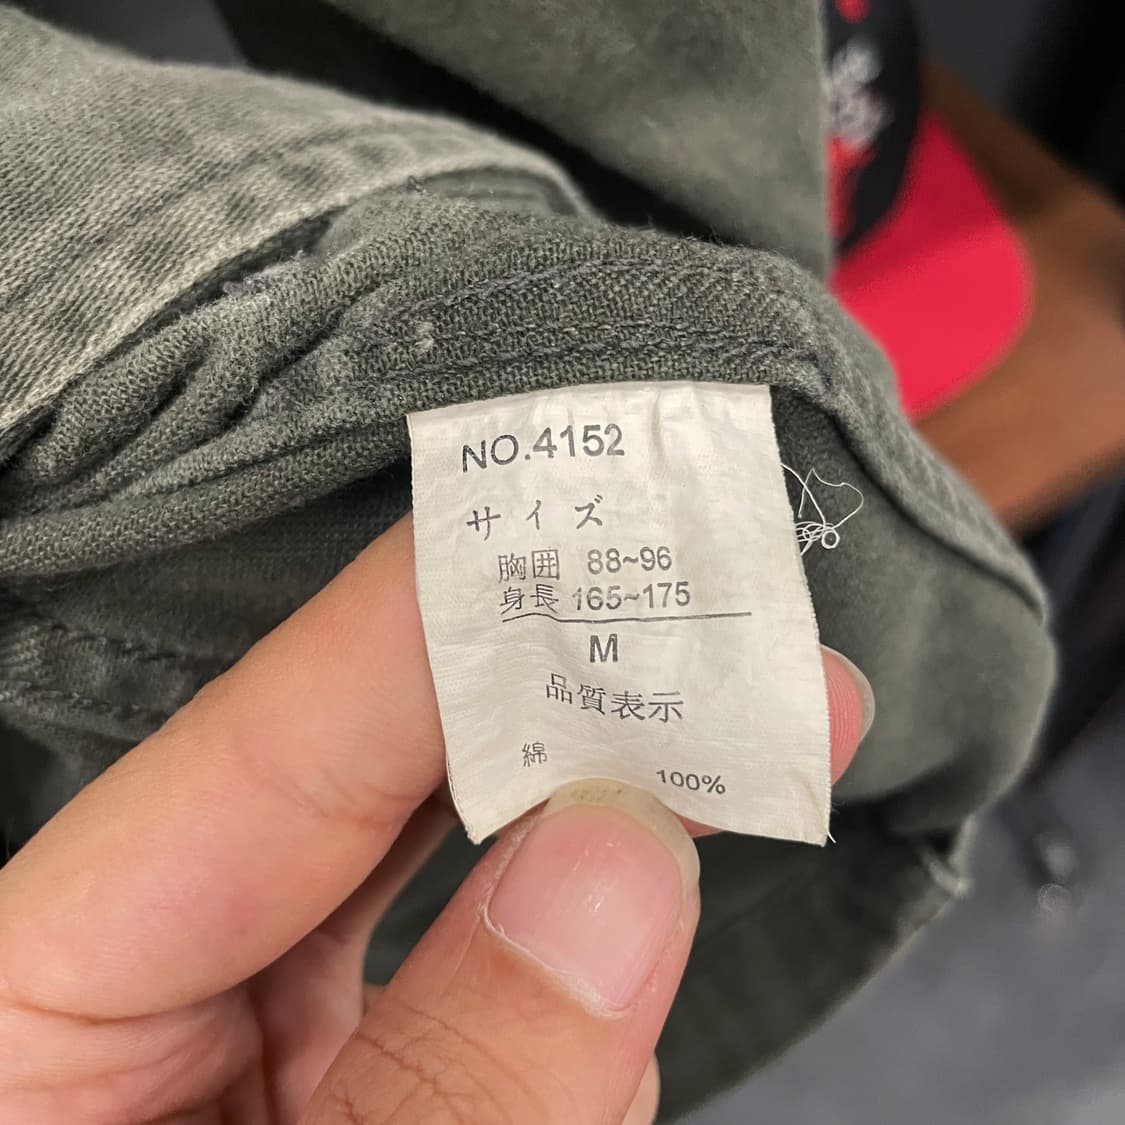 NO.4152
サイズ
胸囲 88~96
身長 165~175
M
品質表示
綿 100%